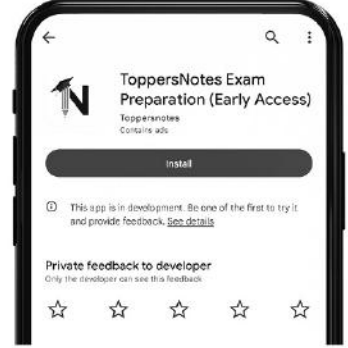 ToppersNotes Exam
Preparation (Early Access)
Toppersnotes
Contains ads
Install
This app is in development. Be one of the first to try it
and provide feedback. See details
Private feedback to developer
Only the developer can see this feedback